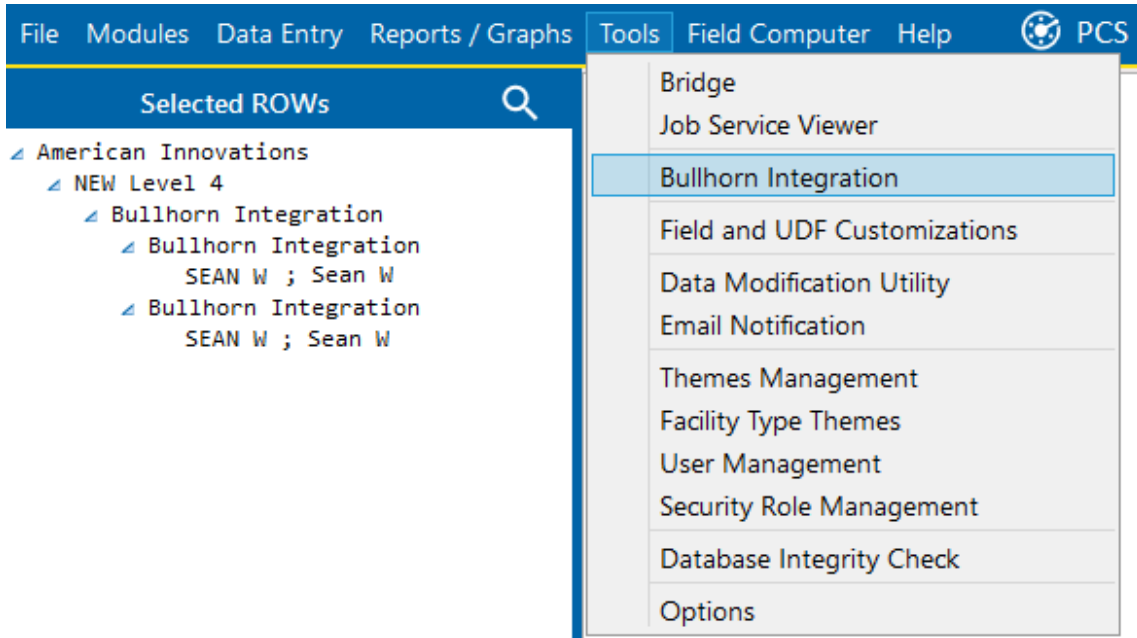 File Modules Data Entry Reports / Graphs Tools Field Computer Help PCS
Selected ROWs
American Innovations
NEW Level 4
Bullhorn Integration
Bullhorn Integration
SEAN W ; Sean W
Bullhorn Integration
SEAN W ; Sean W
Bridge
Job Service Viewer
Bullhorn Integration
Field and UDF Customizations
Data Modification Utility
Email Notification
Themes Management
Facility Type Themes
User Management
Security Role Management
Database Integrity Check
Options